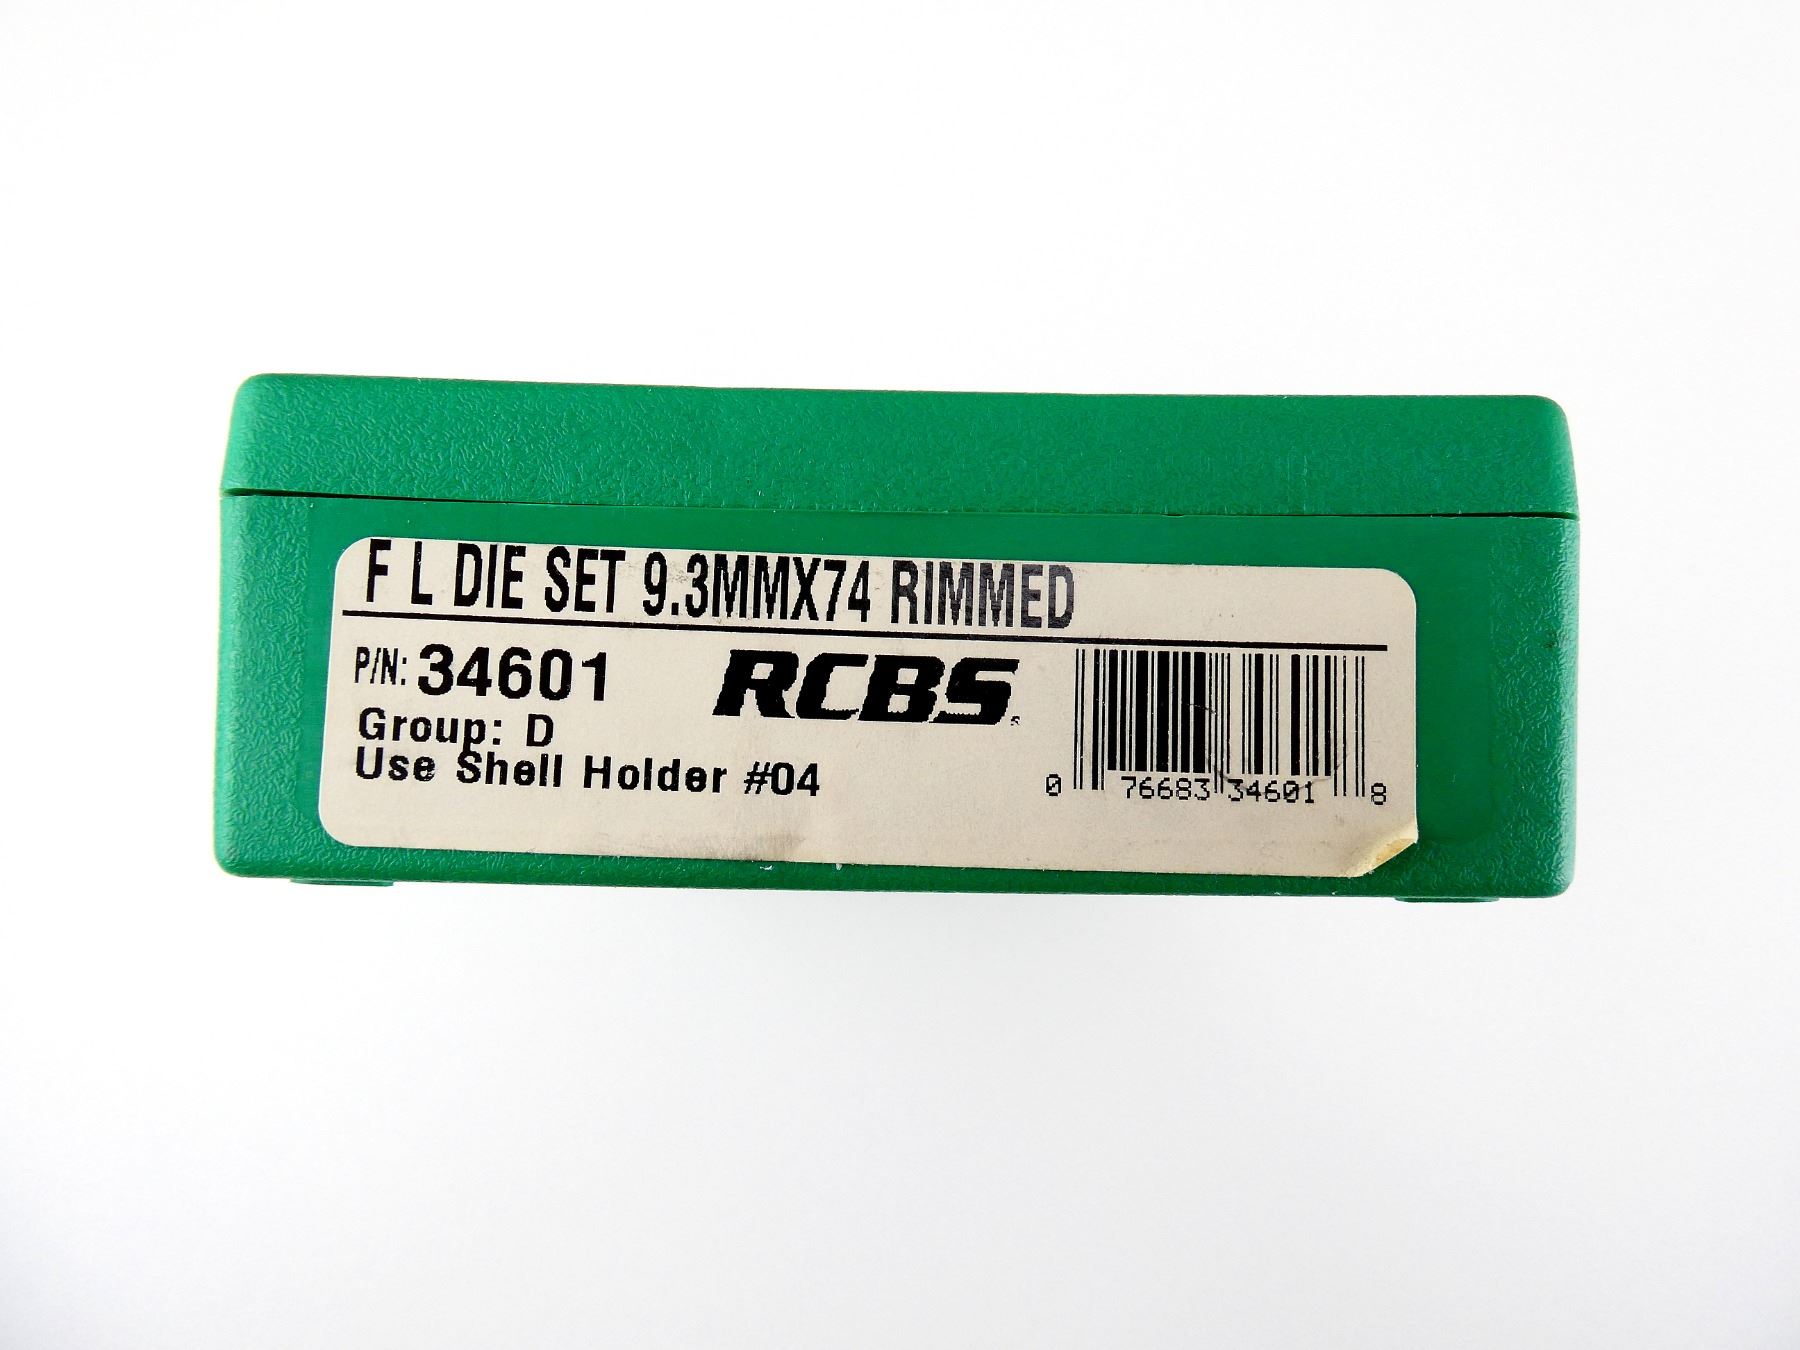 F L DIE SET 9.3MMX74 RIMMED
P/N: 34601
Group: D
Use Shell Holder #04
RCBS
0 76683 34601 8